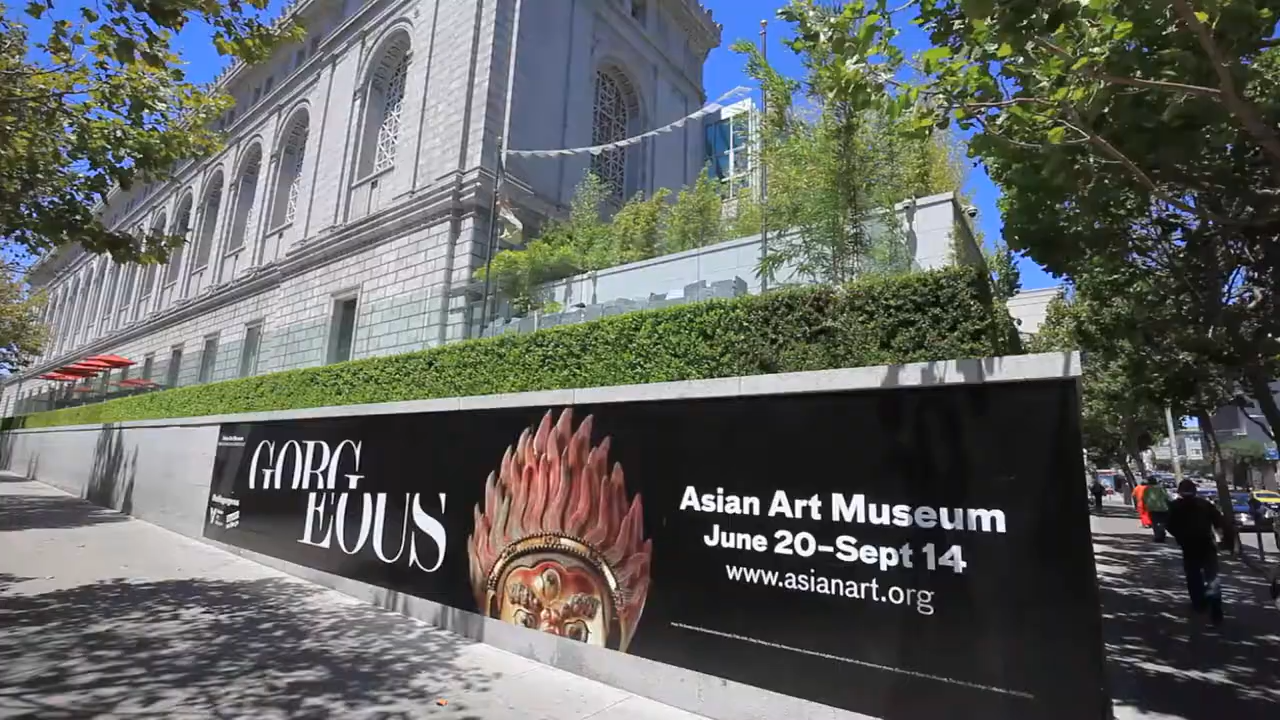 GORG
EOUS
Asian Art Museum
June 20–Sept 14
www.asianart.org